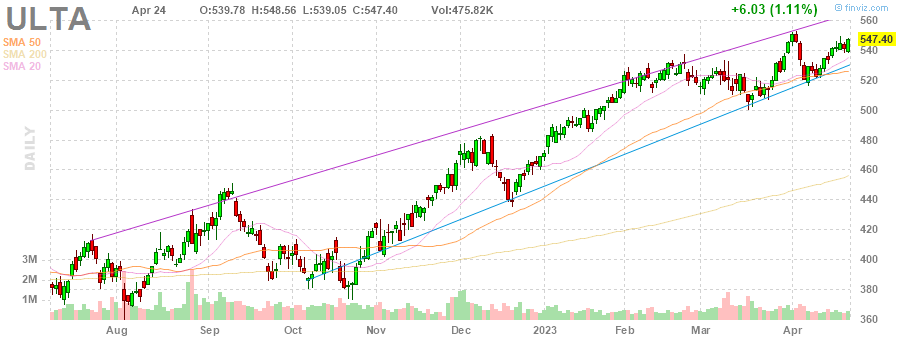 ULTA Apr 24 O:539.78 H:548.56 L:539.05 C:547.40 Vol:475.82K +6.03 (1.11%) © finviz.com
SMA 50
SMA 200
SMA 20
DAILY
560
547.40
540
520
500
480
460
440
420
400
380
360
3M
2M
1M
Aug Sep Oct Nov Dec 2023 Feb Mar Apr